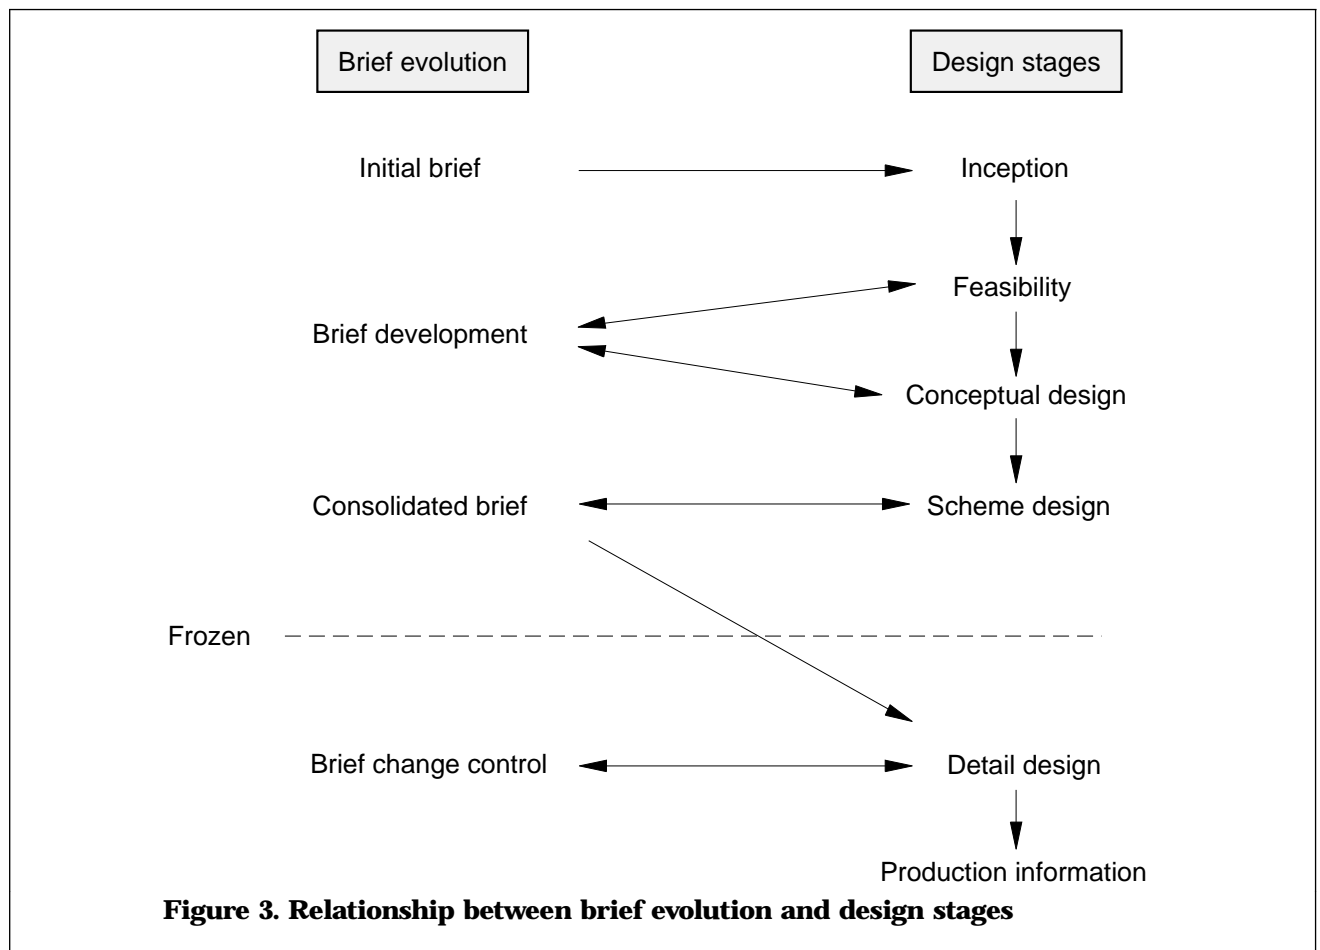 Brief evolution
Design stages
Initial brief
Inception
Feasibility
Brief development
Conceptual design
Consolidated brief
Scheme design
Frozen
Brief change control
Detail design
Production information
Figure 3. Relationship between brief evolution and design stages